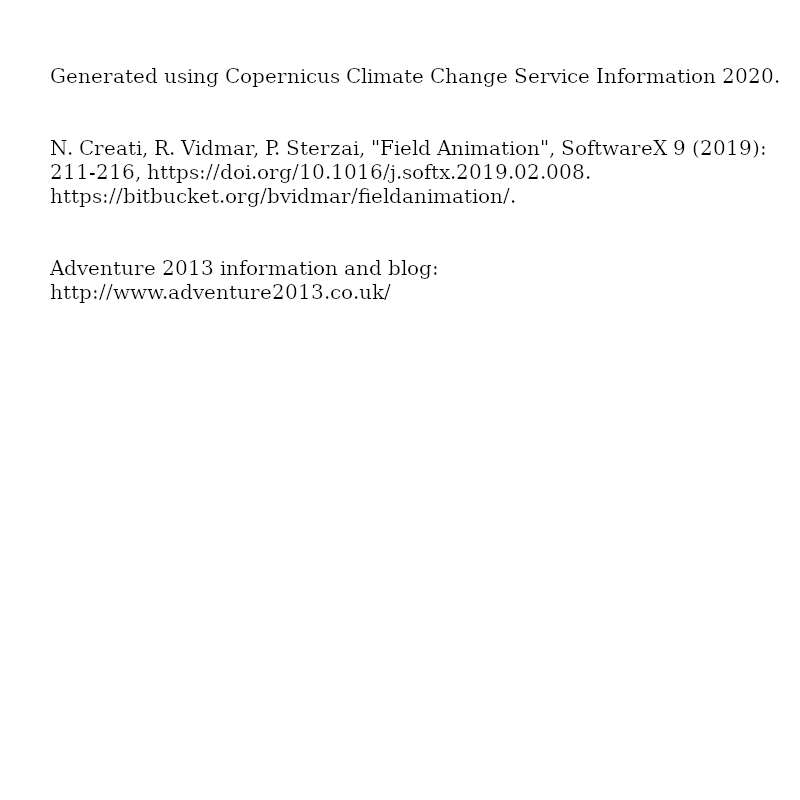 Generated using Copernicus Climate Change Service Information 2020.
N. Creati, R. Vidmar, P. Sterzai, "Field Animation", SoftwareX 9 (2019):
211-216, https://doi.org/10.1016/j.softx.2019.02.008.
https://bitbucket.org/bvidmar/fieldanimation/.
Adventure 2013 information and blog:
http://www.adventure2013.co.uk/